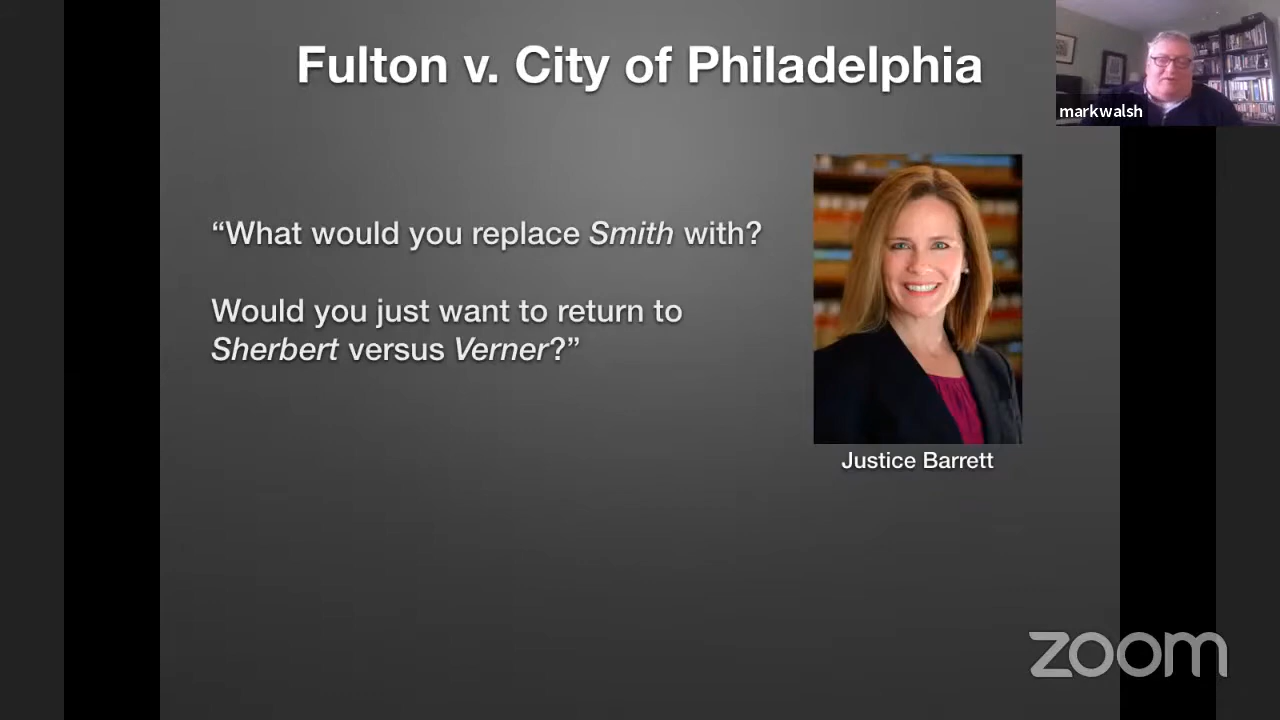 Fulton v. City of Philadelphia
markwalsh
“What would you replace Smith with?
Would you just want to return to
Sherbert versus Verner?”
Justice Barrett
zoom